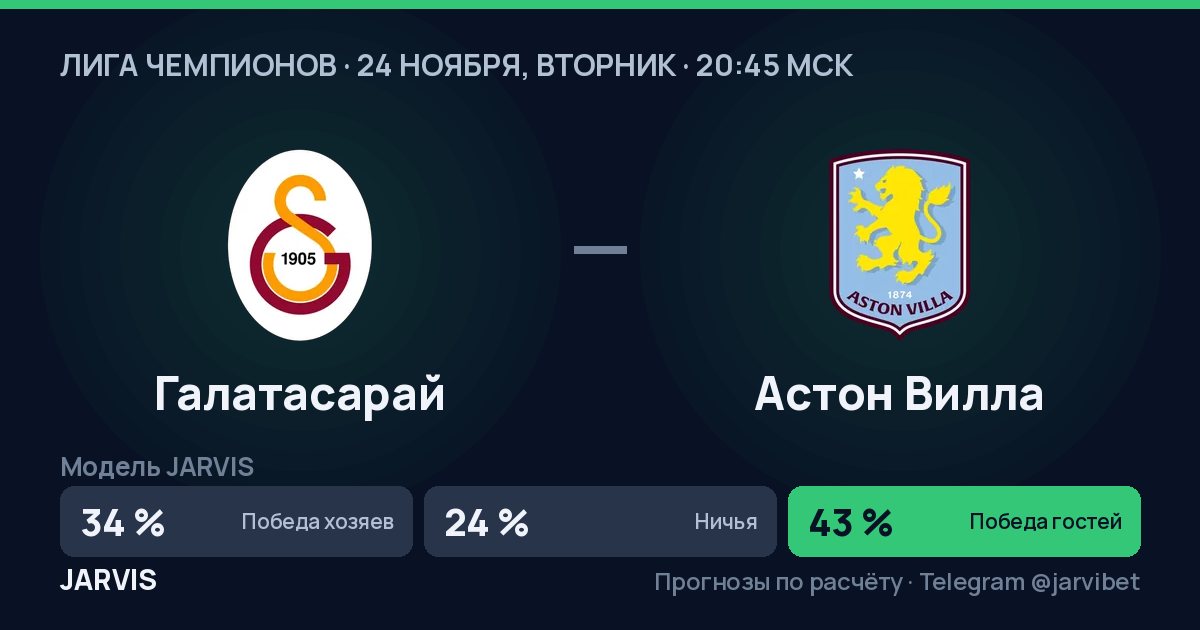 ЛИГА ЧЕМПИОНОВ · 24 НОЯБРЯ, ВТОРНИК · 20:45 МСК
1905
1874
ASTON VILLA
—
Галатасарай
Астон Вилла
Модель JARVIS
34 % Победа хозяев
24 % Ничья
43 % Победа гостей
JARVIS
Прогнозы по расчёту · Telegram @jarvibet